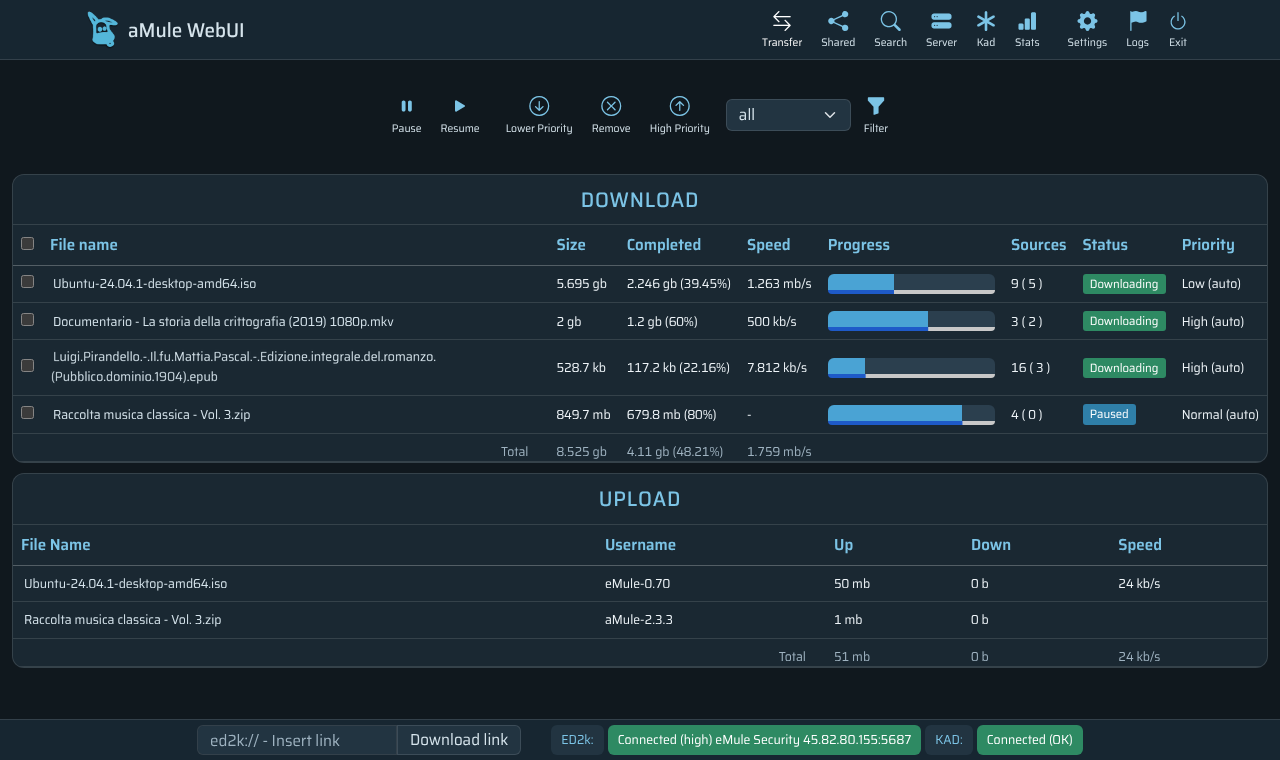 aMule WebUI
Transfer Shared Search Server Kad Stats Settings Logs Exit
Pause Resume Lower Priority Remove High Priority all Filter
DOWNLOAD
File name Size Completed Speed Progress Sources Status Priority
Ubuntu-24.04.1-desktop-amd64.iso 5.695 gb 2.246 gb (39.45%) 1.263 mb/s 9 ( 5 ) Downloading Low (auto)
Documentario - La storia della crittografia (2019) 1080p.mkv 2 gb 1.2 gb (60%) 500 kb/s 3 ( 2 ) Downloading High (auto)
Luigi.Pirandello.-.Il.fu.Mattia.Pascal.-.Edizione.integrale.del.romanzo.
(Pubblico.dominio.1904).epub 528.7 kb 117.2 kb (22.16%) 7.812 kb/s 16 ( 3 ) Downloading High (auto)
Raccolta musica classica - Vol. 3.zip 849.7 mb 679.8 mb (80%) - 4 ( 0 ) Paused Normal (auto)
Total 8.525 gb 4.11 gb (48.21%) 1.759 mb/s
UPLOAD
File Name Username Up Down Speed
Ubuntu-24.04.1-desktop-amd64.iso eMule-0.70 50 mb 0 b 24 kb/s
Raccolta musica classica - Vol. 3.zip aMule-2.3.3 1 mb 0 b
Total 51 mb 0 b 24 kb/s
ed2k:// - Insert link Download link ED2k: Connected (high) eMule Security 45.82.80.155:5687 KAD: Connected (OK)